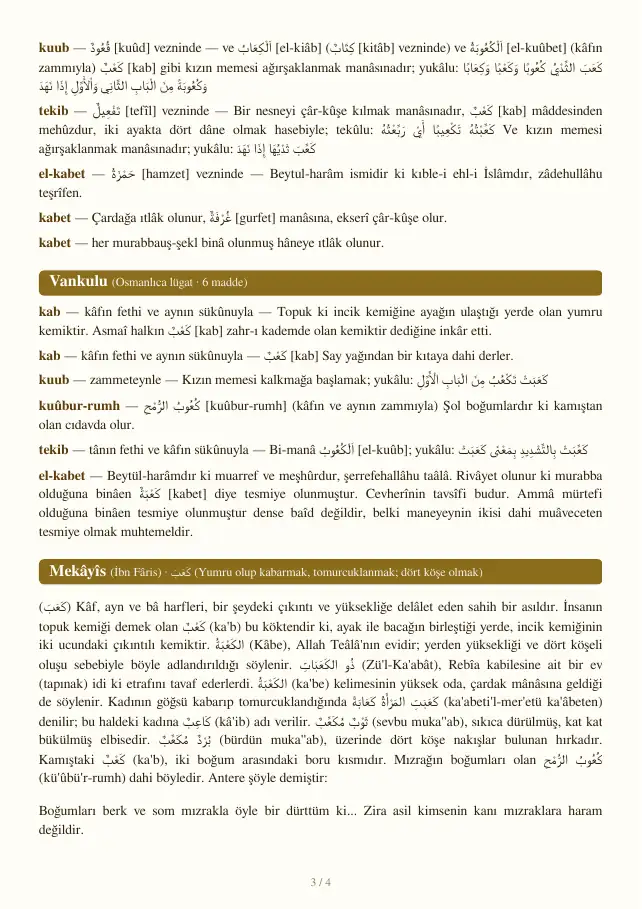 kuub — قُعُودٌ [kuûd] vezninde — ve اَلْكِعَابُ [el-kiâb] (كِتَابٌ [kitâb] vezninde) ve اَلْكُعُوبَةُ [el-kuûbet] (kâfın
zammıyla) كَعْبٌ [kab] gibi kızın memesi ağırşaklanmak manâsınadır; yukâlu: كَعَبَ الثَّدْيُ كُعُوبًا وَكَعْبًا وَكِعَابًا
وَكُعُوبَةً مِنَ الْبَابِ الثَّانِي وَالْأَوَّلِ إِذَا نَهَدَ
tekib — تَفْعِيلٌ [tefîl] vezninde — Bir nesneyi çâr-kûşe kılmak manâsınadır, كَعْبٌ [kab] mâddesinden
mehûzdur, iki ayakta dört dâne olmak hasebiyle; tekûlu: كَعَّبْتُهُ تَكْعِيبًا أَيْ رَبَّعْتُهُ Ve kızın memesi
ağırşaklanmak manâsınadır; yukâlu: كَعَّبَ ثَدْيُهَا إِذَا نَهَدَ
el-kabet — حَمْزَةُ [hamzet] vezninde — Beytul-harâm ismidir ki kıble-i ehl-i İslâmdır, zâdehullâhu
teşrîfen.
kabet — Çardağa ıtlâk olunur, غُرْفَةٌ [gurfet] manâsına, ekserî çâr-kûşe olur.
kabet — her murabbauş-şekl binâ olunmuş hâneye ıtlâk olunur.
Vankulu (Osmanlıca lügat · 6 madde)
kab — kâfın fethi ve aynın sükûnuyla — Topuk ki incik kemiğine ayağın ulaştığı yerde olan yumru
kemiktir. Asmaî halkın كَعْبٌ [kab] zahr-ı kademde olan kemiktir dediğine inkâr etti.
kab — kâfın fethi ve aynın sükûnuyla — كَعْبٌ [kab] Say yağından bir kıtaya dahi derler.
kuub — zammeteynle — Kızın memesi kalkmağa başlamak; yukâlu: كَعَبَتْ تَكْعُبُ مِنَ الْبَابِ الْأَوَّلِ
kuûbur-rumh — كُعُوبُ الرُّمْحِ [kuûbur-rumh] (kâfın ve aynın zammıyla) Şol boğumlardır ki kamıştan
olan cıdavda olur.
tekib — tânın fethi ve kâfın sükûnuyla — Bi-manâ اَلْكُعُوبُ [el-kuûb]; yukâlu: كَعَّبَتْ بِالتَّشْدِيدِ بِمَعْنَى كَعَبَتْ
el-kabet — Beytül-harâmdır ki muarref ve meşhûrdur, şerrefehallâhu taâlâ. Rivâyet olunur ki murabba
olduğuna binâen كَعْبَةٌ [kabet] diye tesmiye olunmuştur. Cevherînin tavsîfi budur. Ammâ mürtefi
olduğuna binâen tesmiye olunmuştur dense baîd değildir, belki maneyeynin ikisi dahi muâveceten
tesmiye olmak muhtemeldir.
Mekâyîs (İbn Fâris) · كَعَبَ (Yumru olup kabarmak, tomurcuklanmak; dört köşe olmak)
(كَعَبَ) Kâf, ayn ve bâ harfleri, bir şeydeki çıkıntı ve yüksekliğe delâlet eden sahih bir asıldır. İnsanın
topuk kemiği demek olan كَعْبٌ (ka'b) bu köktendir ki, ayak ile bacağın birleştiği yerde, incik kemiğinin
iki ucundaki çıkıntılı kemiktir. الكَعْبَةُ (Kâbe), Allah Teâlâ'nın evidir; yerden yüksekliği ve dört köşeli
oluşu sebebiyle böyle adlandırıldığı söylenir. ذُو الكَعَبَاتِ (Zü'l-Ka'abât), Rebîa kabilesine ait bir ev
(tapınak) idi ki etrafını tavaf ederlerdi. الكَعْبَةُ (ka'be) kelimesinin yüksek oda, çardak mânâsına geldiği
de söylenir. Kadının göğsü kabarıp tomurcuklandığında كَعَبَتِ المَرْأَةُ كَعَابَةً (ka'abeti'l-mer'etü ka'âbeten)
denilir; bu haldeki kadına كَاعِبٌ (kâ'ib) adı verilir. ثَوْبٌ مُكَعَّبٌ (sevbu muka''ab), sıkıca dürülmüş, kat kat
bükülmüş elbisedir. بُرْدٌ مُكَعَّبٌ (bürdün muka''ab), üzerinde dört köşe nakışlar bulunan hırkadır.
Kamıştaki كَعْبٌ (ka'b), iki boğum arasındaki boru kısmıdır. Mızrağın boğumları olan كُعُوبُ الرُّمْحِ
(kü'ûbü'r-rumh) dahi böyledir. Antere şöyle demiştir:
Boğumları berk ve som mızrakla öyle bir dürttüm ki... Zira asil kimsenin kanı mızraklara haram
değildir.
3 / 4